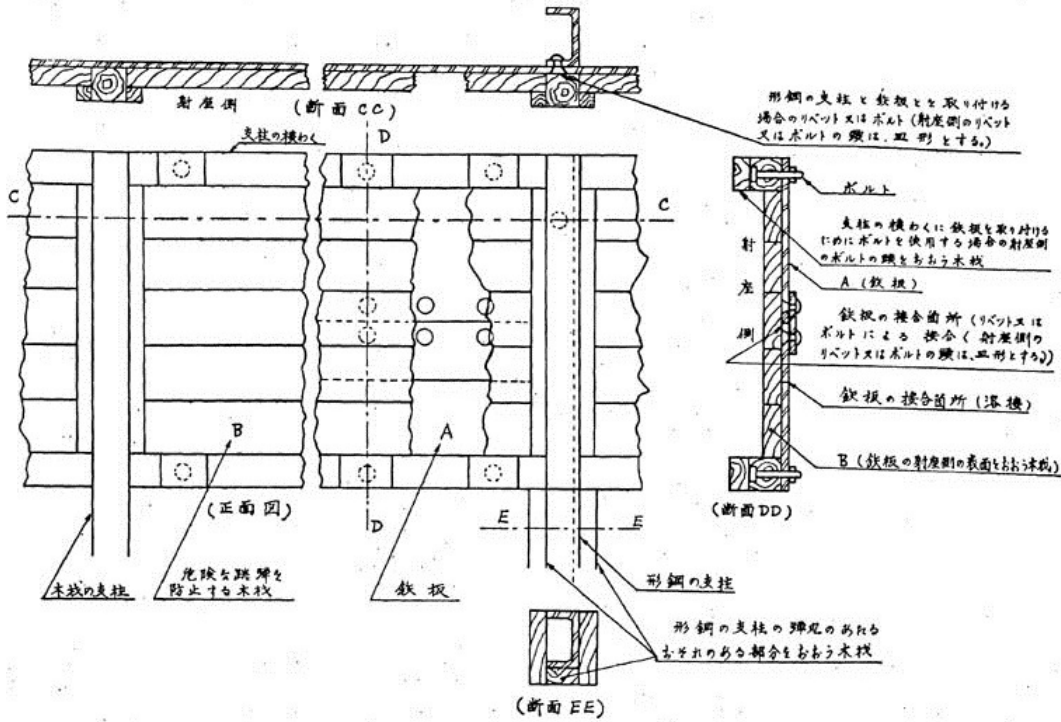 射座側
(断面CC)
形鋼の支柱と鉄板とを取り付ける
場合のリベット又はボルト(射座側のリベット
又はボルトの頭は、皿形とする。)
支柱の横わく
D
C
C
ボルト
支柱の横わくに鉄板を取り付ける
ためにボルトを使用する場合の射座側
のボルトの頭をおおう木栈
射座側
A(鉄板)
鉄板の接合箇所(リベット又は
ボルトによる接合(射座側の
リベット又はボルトの頭は、皿形とする))
鉄板の接合箇所(溶接)
B(鉄板の射座側の表面をおおう木栈)
(断面DD)
B
A
(正面図)
D
E
E
木栈の支柱
危険な跳弾を
防止する木栈
鉄板
形鋼の支柱
形鋼の支柱の弾丸のあたる
おそれのある部分をおおう木栈
(断面EE)